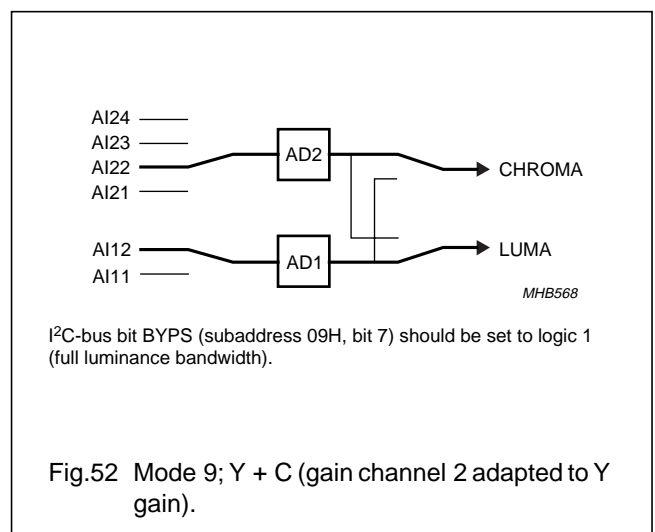 AI24
AI23
AI22
AI21
AD2
CHROMA
AI12
AI11
AD1
LUMA
MHB568
I2C-bus bit BYPS (subaddress 09H, bit 7) should be set to logic 1
(full luminance bandwidth).
Fig.52 Mode 9; Y + C (gain channel 2 adapted to Y
gain).